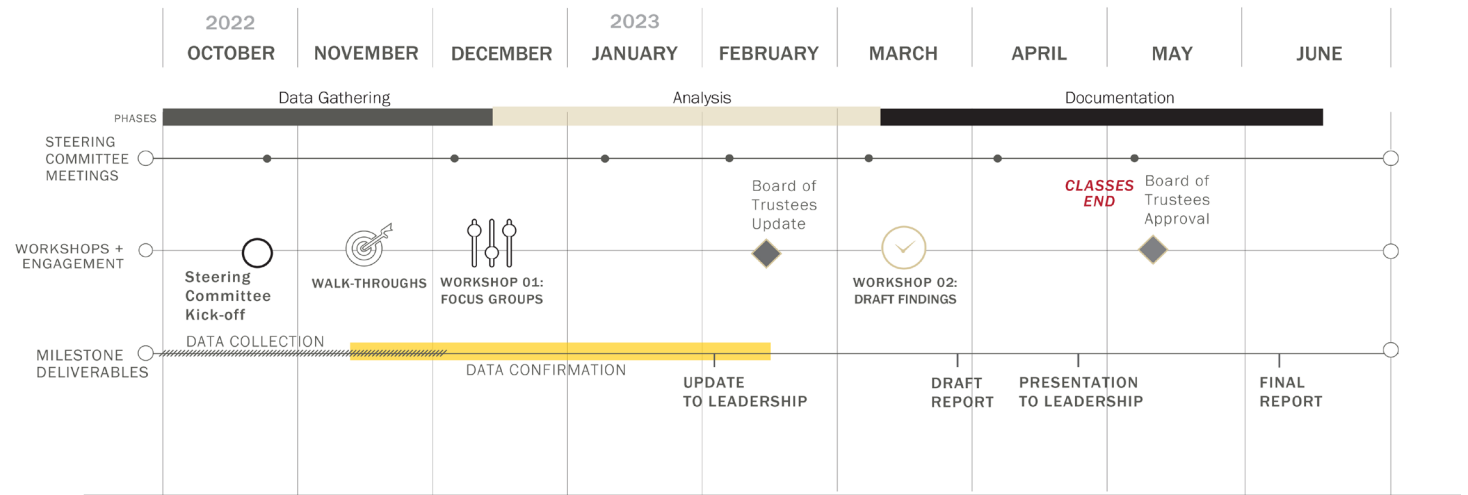 2022
2023
OCTOBER
NOVEMBER
DECEMBER
JANUARY
FEBRUARY
MARCH
APRIL
MAY
JUNE
Data Gathering
Analysis
Documentation
PHASES
STEERING
COMMITTEE
MEETINGS
CLASSES
END
Board of
Trustees
Update
Board of
Trustees
Approval
WORKSHOPS +
ENGAGEMENT
Steering
Committee
Kick-off
WALK-THROUGHS
WORKSHOP 01:
FOCUS GROUPS
WORKSHOP 02:
DRAFT FINDINGS
MILESTONE
DELIVERABLES
DATA COLLECTION
DATA CONFIRMATION
UPDATE
TO LEADERSHIP
DRAFT
REPORT
PRESENTATION
TO LEADERSHIP
FINAL
REPORT